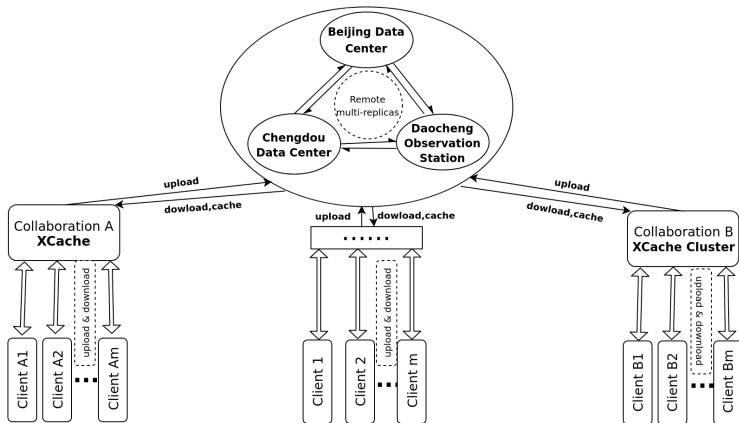 Beijing Data
Center
Remote
multi-replicas
Chengdou
Data Center
Daocheng
Observation
Station
upload
dowload,cache
upload
dowload,cache
upload
dowload,cache
Collaboration A
XCache
......
Collaboration B
XCache Cluster
upload & download
upload & download
upload & download
Client A1
Client A2
Client Am
Client 1
Client 2
Client m
Client B1
Client B2
Client Bm